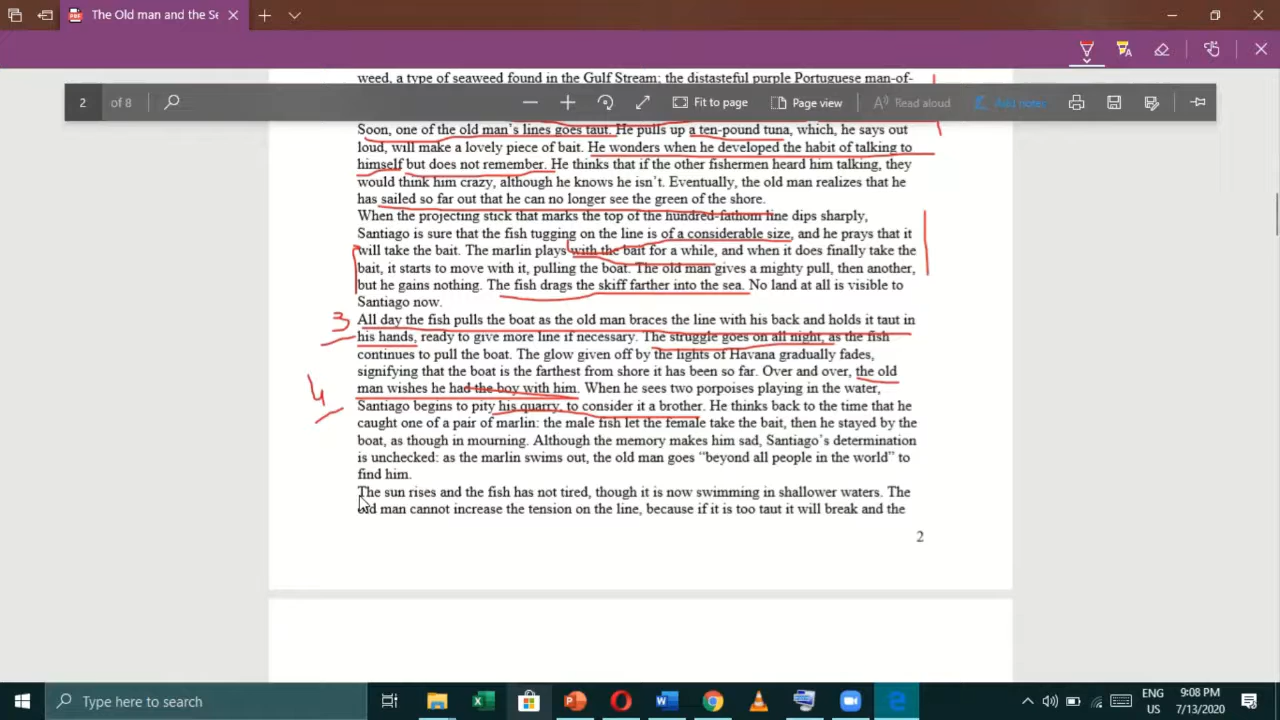 The Old man and the Se
2 of 8
Fit to page
Page view
Read aloud
Add notes
weed, a type of seaweed found in the Gulf Stream; the distasteful purple Portuguese man-of-
Soon, one of the old man's lines goes taut. He pulls up a ten-pound tuna, which, he says out
loud, will make a lovely piece of bait. He wonders when he developed the habit of talking to
himself but does not remember. He thinks that if the other fishermen heard him talking, they
would think him crazy, although he knows he isn't. Eventually, the old man realizes that he
has sailed so far out that he can no longer see the green of the shore.
When the projecting stick that marks the top of the hundred-fathom line dips sharply,
Santiago is sure that the fish tugging on the line is of a considerable size, and he prays that it
will take the bait. The marlin plays with the bait for a while, and when it does finally take the
bait, it starts to move with it, pulling the boat. The old man gives a mighty pull, then another,
but he gains nothing. The fish drags the skiff farther into the sea. No land at all is visible to
Santiago now.
3
All day the fish pulls the boat as the old man braces the line with his back and holds it taut in
his hands, ready to give more line if necessary. The struggle goes on all night, as the fish
continues to pull the boat. The glow given off by the lights of Havana gradually fades,
signifying that the boat is the farthest from shore it has been so far. Over and over, the old
man wishes he had the boy with him. When he sees two porpoises playing in the water,
4
Santiago begins to pity his quarry, to consider it a brother. He thinks back to the time that he
caught one of a pair of marlin: the male fish let the female take the bait, then he stayed by the
boat, as though in mourning. Although the memory makes him sad, Santiago's determination
is unchecked: as the marlin swims out, the old man goes “beyond all people in the world” to
find him.
The sun rises and the fish has not tired, though it is now swimming in shallower waters. The
old man cannot increase the tension on the line, because if it is too taut it will break and the
2
Type here to search
ENG
US
9:08 PM
7/13/2020